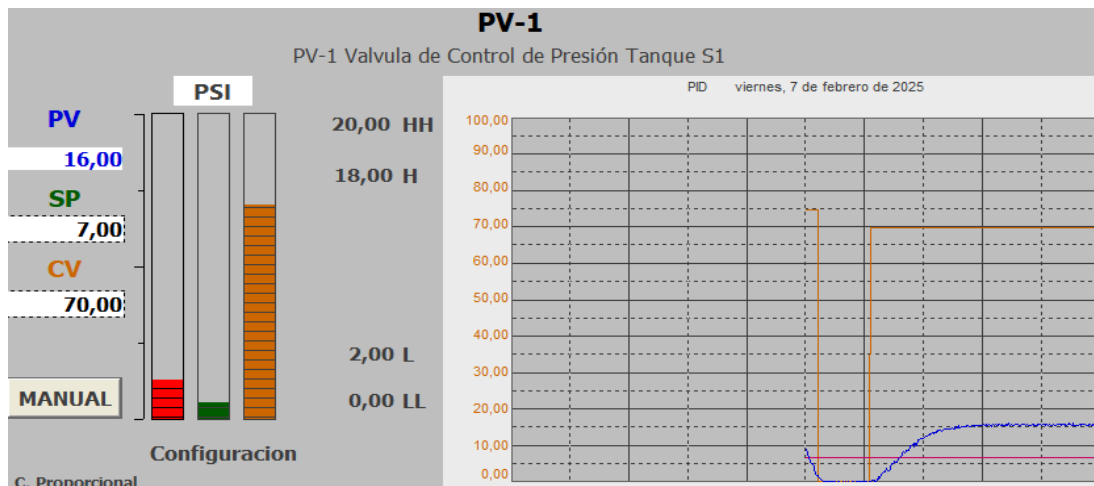 PV-1
PV-1 Valvula de Control de Presión Tanque S1
PSI
PV
16,00
SP
7,00
CV
70,00
MANUAL
20,00 HH
18,00 H
2,00 L
0,00 LL
Configuracion
C. Proporcional
PID viernes, 7 de febrero de 2025
100,00
90,00
80,00
70,00
60,00
50,00
40,00
30,00
20,00
10,00
0,00